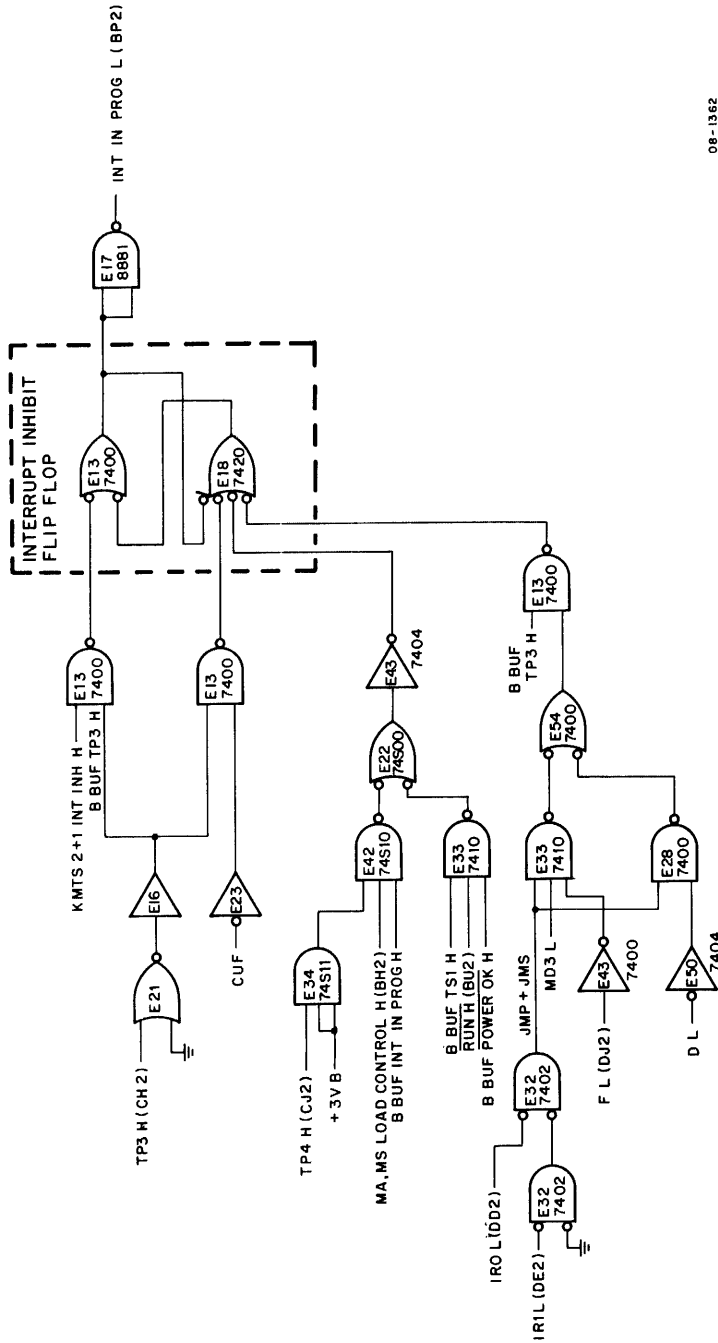 INT IN PROG L (BP2)
E17
8881
INTERRUPT INHIBIT
FLIP FLOP
E13
7400
E18
7420
E13
7400
E13
7400
E13
7400
KMTS 2+1 INT INH H
B BUF TP3 H
E16
E23
CUF
E21
TP3 H (CH2)
E43
7404
E22
74S00
E42
74S10
E33
7410
E34
74S11
TP4 H (CJ2)
+3VB
MA, MS LOAD CONTROL H (BH2)
B BUF INT IN PROG H
B BUF TS1 H
RUN H (BU2)
B BUF POWER OK H
B BUF
TP3 H
E54
7400
E33
7410
E28
7400
JMP + JMS
MD3 L
E43
7400
E50
7404
F L (DJ2)
D L
E32
7402
IR0 L (DD2)
E32
7402
IR1L (DE2)
08-1362